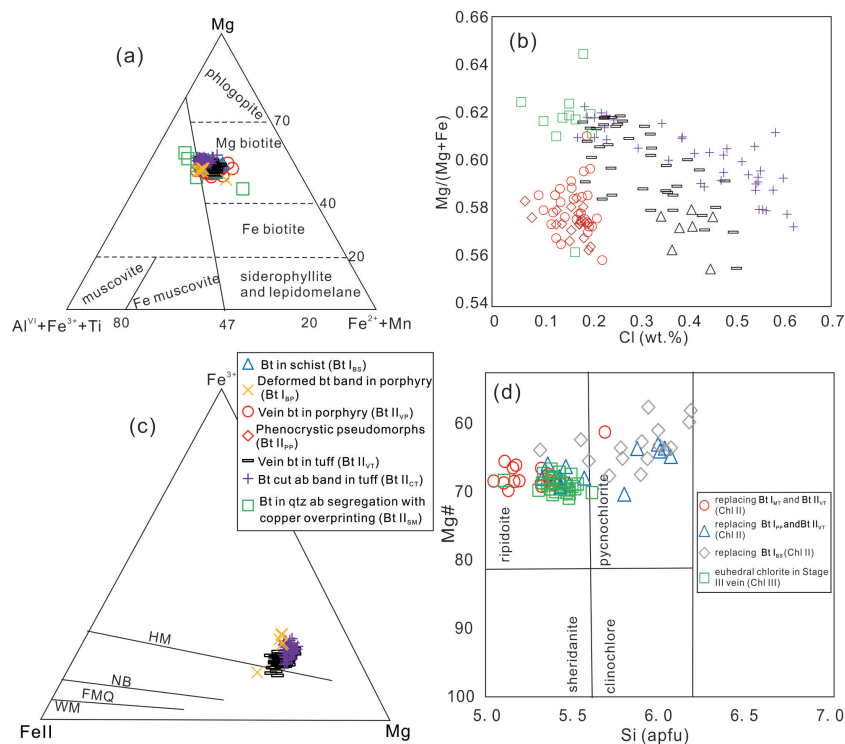 (a)
Mg
phlogopite
70
Mg biotite
40
Fe biotite
20
muscovite
Fe muscovite
siderophyllite
and lepidomelane
Al^VI+Fe^3++Ti
80
47
20
Fe^2++Mn
(b)
Mg/(Mg+Fe)
0.66
0.64
0.62
0.60
0.58
0.56
0.54
0
0.1
0.2
0.3
0.4
0.5
0.6
0.7
Cl (wt.%)
(c)
Fe^3+
Bt in schist (Bt I_BS)
Deformed bt band in porphyry
(Bt I_BP)
Vein bt in porphyry (Bt II_VP)
Phenocrystic pseudomorphs
(Bt II_PP)
Vein bt in tuff (Bt II_VT)
Bt cut ab band in tuff (Bt II_CT)
Bt in qtz ab segregation with
copper overprinting (Bt II_SM)
HM
NB
FMQ
WM
FeII
Mg
(d)
Mg#
60
70
80
90
100
ripidoite
pycnochlorite
sheridanite
clinochlore
replacing Bt I_MT and Bt II_VT
(Chl II)
replacing Bt I_PP and Bt II_VT
(Chl II)
replacing Bt I_BS (Chl II)
euhedral chlorite in Stage
III vein (Chl III)
5.0
5.5
6.0
6.5
7.0
Si (apfu)